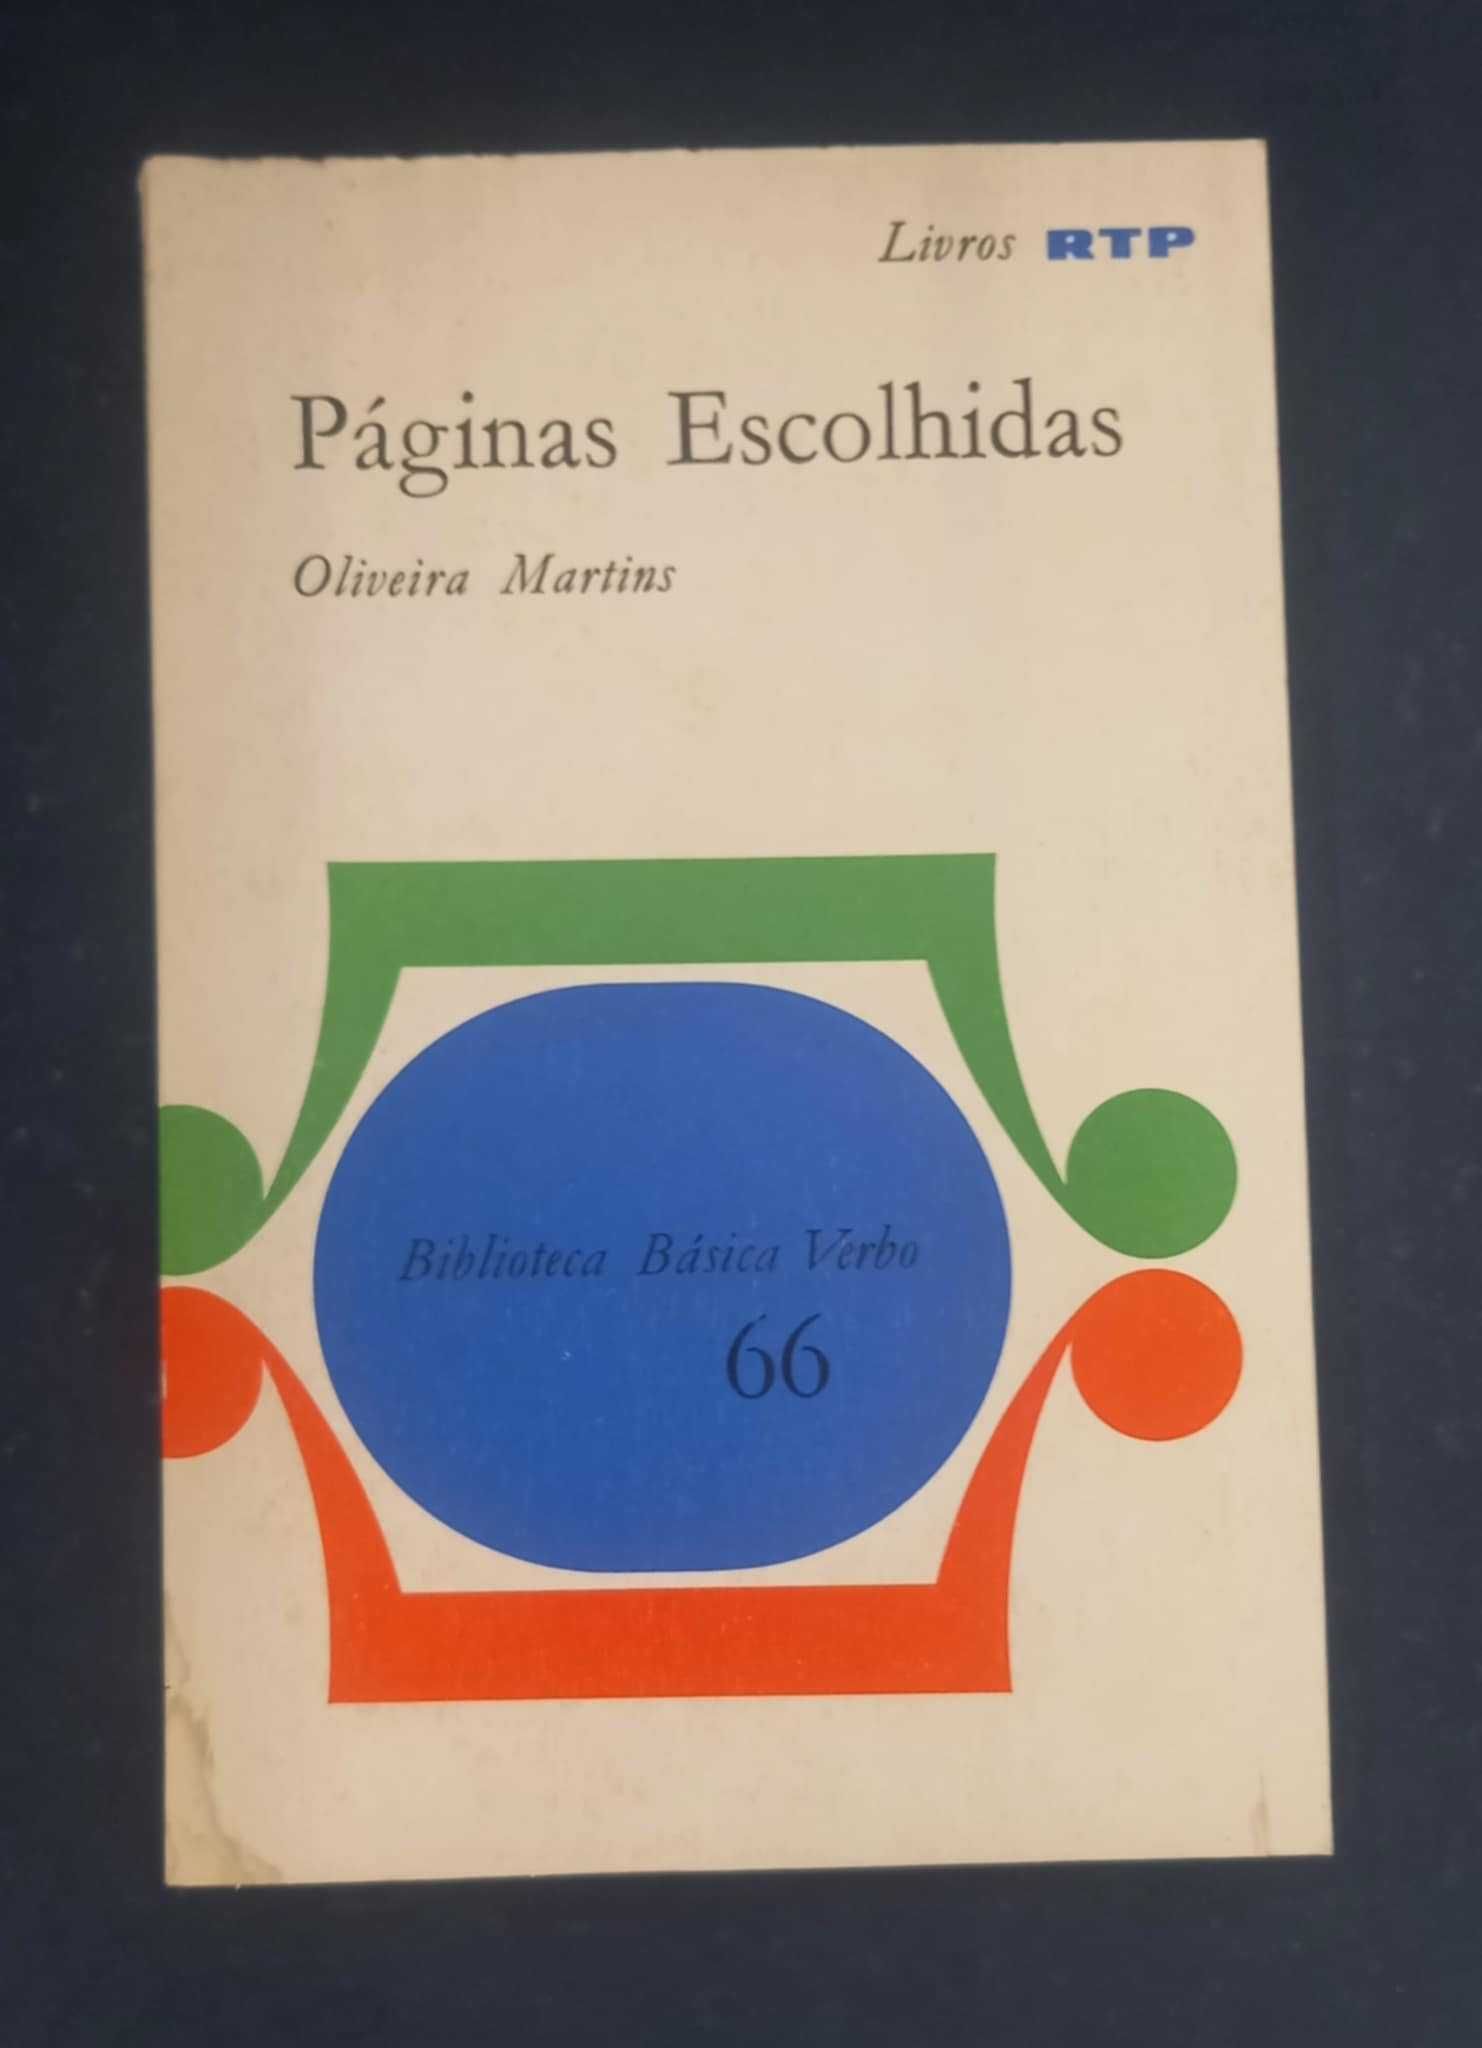 Livros RTP
Páginas Escolhidas
Oliveira Martins
Biblioteca Básica Verbo
66